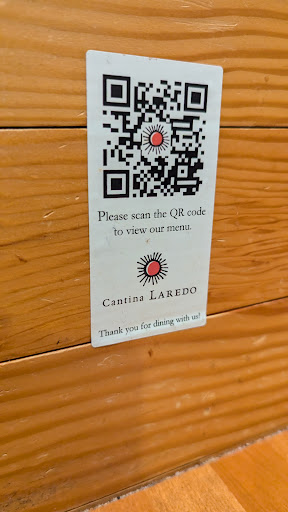 Please scan the QR code
to view our menu.
Cantina LAREDO
Thank you for dining with us!